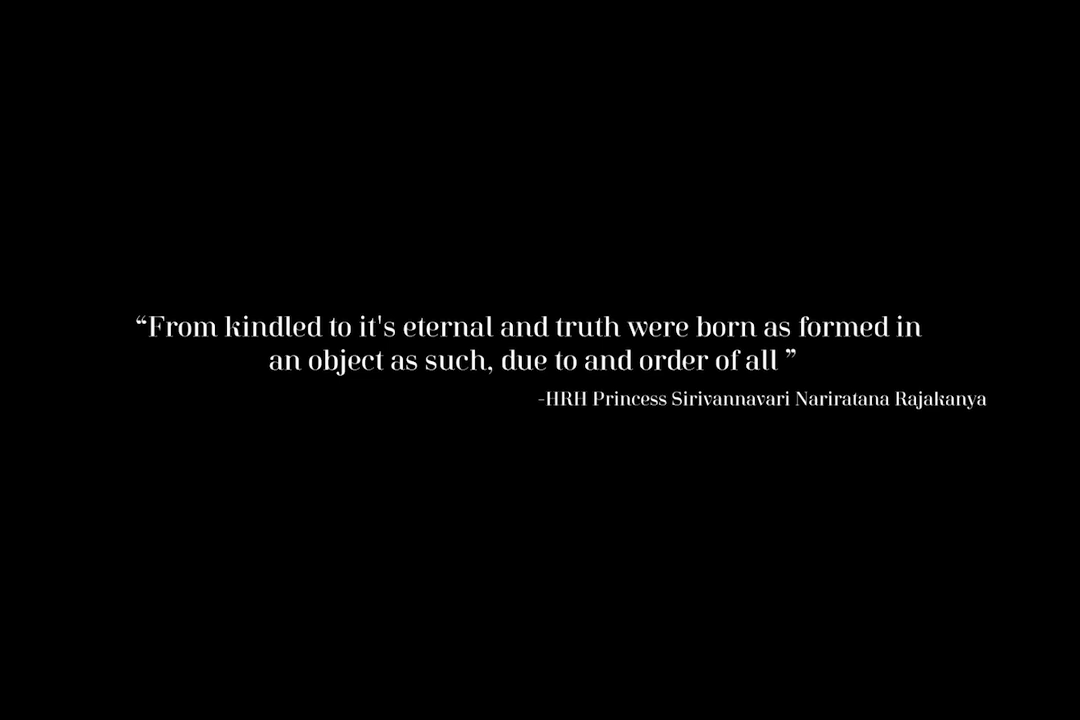 “From kindled to it's eternal and truth were born as formed in
an object as such, due to and order of all ”
-HRH Princess Sirivannavari Nariratana Rajakanya